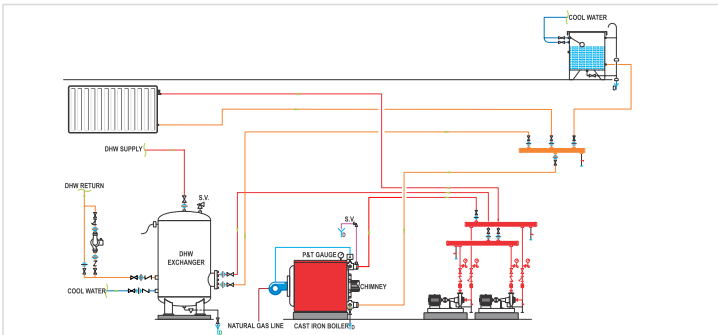 COOL WATER
DHW SUPPLY
DHW RETURN
S.V.
S.V.
DHW
EXCHANGER
P&T GAUGE
CHIMNEY
COOL WATER
NATURAL GAS LINE
CAST IRON BOILER